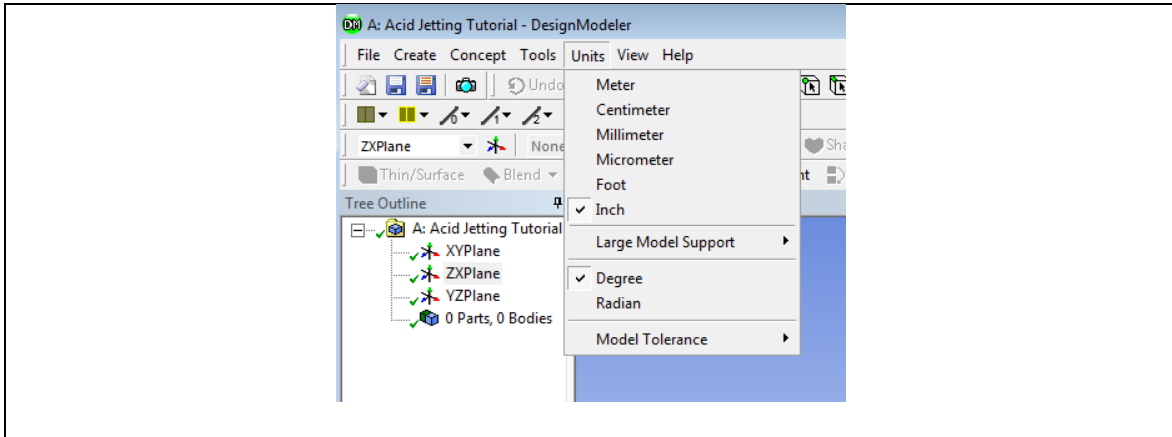 DM A: Acid Jetting Tutorial - DesignModeler
File Create Concept Tools Units View Help
Undo
ZXPlane
None
Thin/Surface Blend
Tree Outline
A: Acid Jetting Tutorial
XYPlane
ZXPlane
YZPlane
0 Parts, 0 Bodies
Meter
Centimeter
Millimeter
Micrometer
Foot
Inch
Large Model Support
Degree
Radian
Model Tolerance